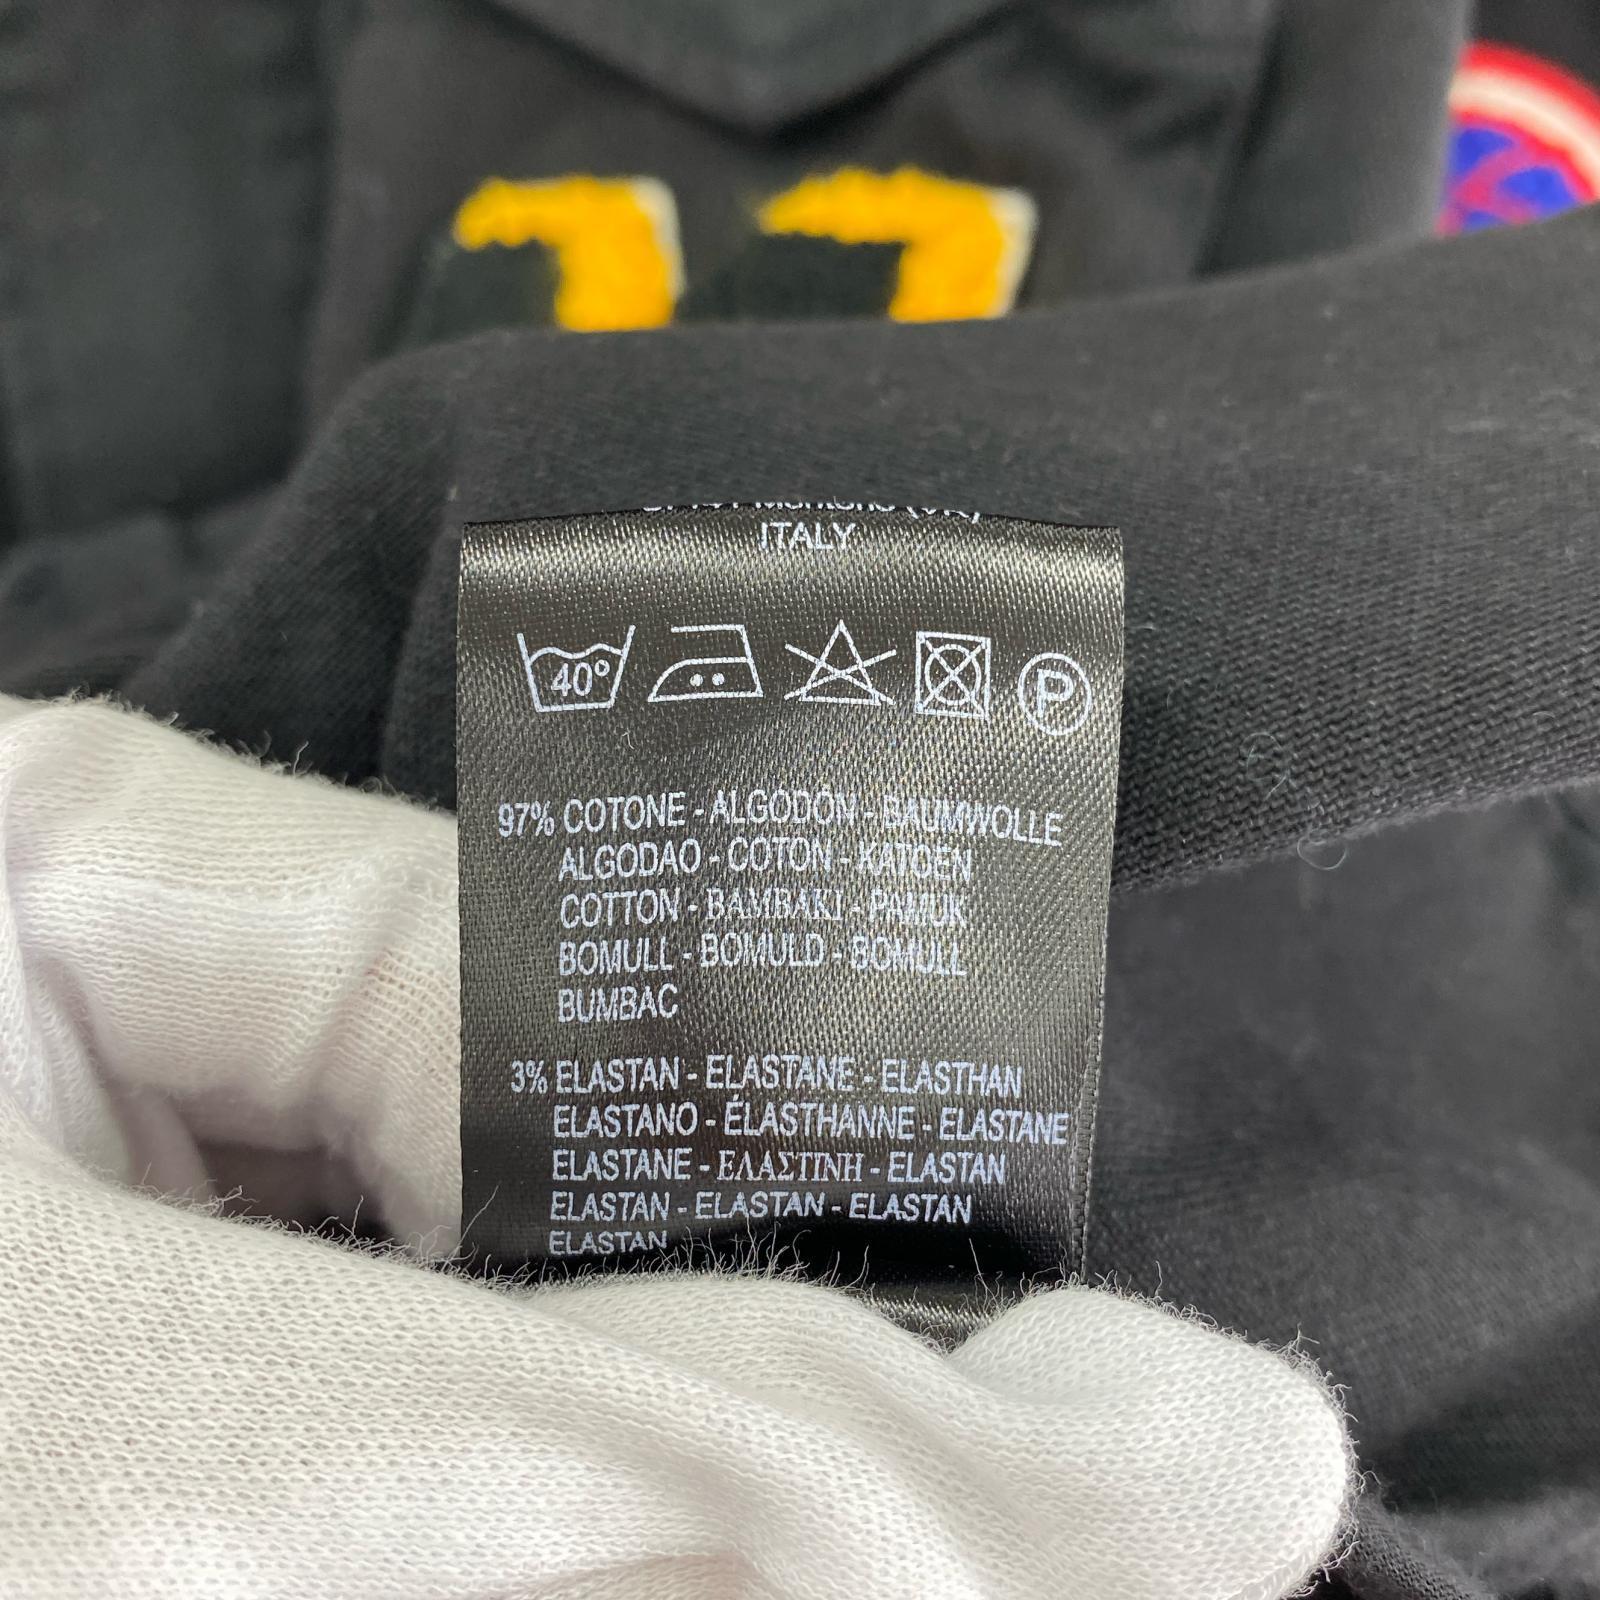 ITALY
40°
P
97% COTONE - ALGODÓN - BAUMWOLLE
ALGODAO - COTON - KATOEN
COTTON - BAMBAKI - PAMUK
BOMULL - BOMULD - BOMULL
BUMBAC
3% ELASTAN - ELASTANE - ELASTHAN
ELASTANO - ÉLASTHANNE - ELASTANE
ELASTANE - ΕΛΑΣΤΙΝΗ - ELASTAN
ELASTAN - ELASTAN - ELASTAN
ELASTAN